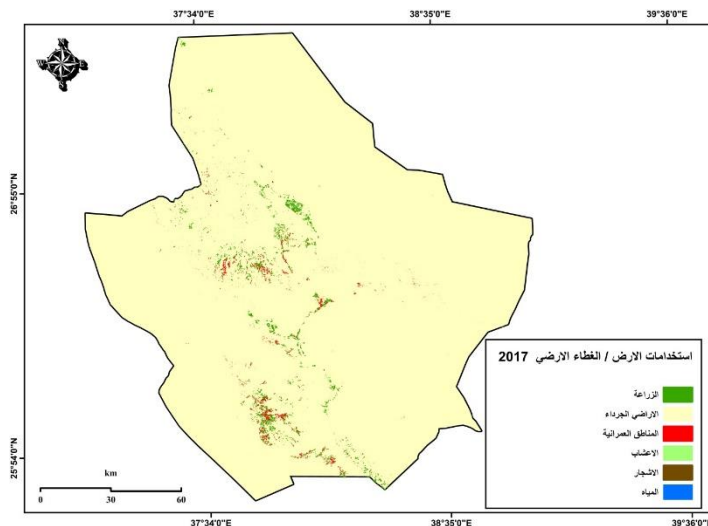 37°34'0"E 38°35'0"E 39°36'0"E
26°55'0"N
25°54'0"N
استخدامات الارض / الغطاء الارضي 2017
الزراعة
الاراضي الجرداء
المناطق العمرانية
الاعشاب
الاشجار
المياه
km
0 30 60
37°34'0"E 38°35'0"E 39°36'0"E